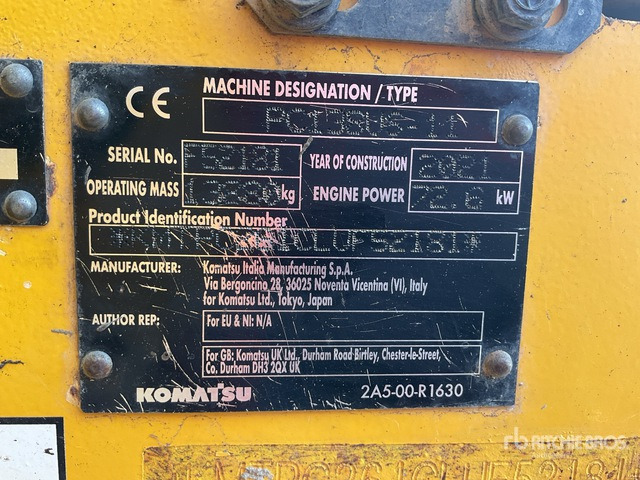 CE
MACHINE DESIGNATION / TYPE
PC138US-11
SERIAL No. F52181 YEAR OF CONSTRUCTION 2021
OPERATING MASS kg ENGINE POWER 72.6 kW
Product Identification Number
MANUFACTURER: Komatsu Italia Manufacturing S.p.A.
Via Bergoncino 28, 36025 Noventa Vicentina (VI), Italy
for Komatsu Ltd., Tokyo, Japan
AUTHOR REP: For EU & NI: N/A
For GB: Komatsu UK Ltd., Durham Road Birtley, Chester-le-Street,
Co. Durham DH3 2QX UK
KOMATSU 2A5-00-R1630
rb RITCHIE BROS.